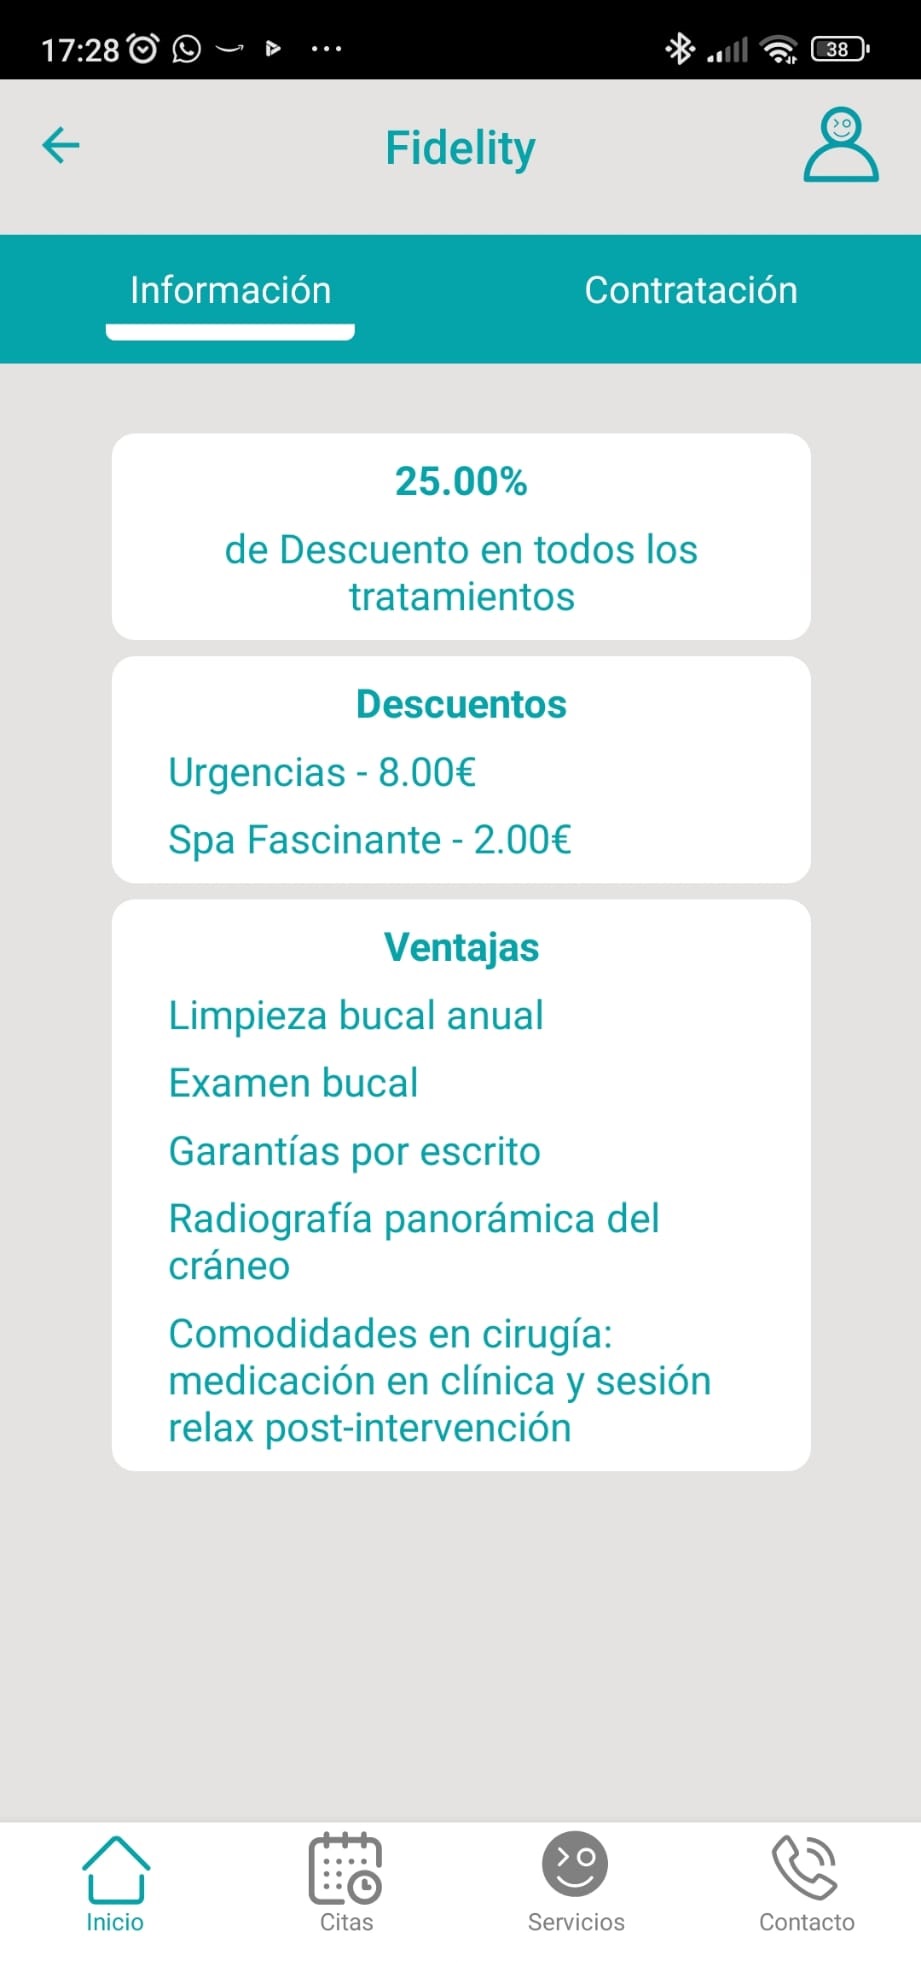 17:28
38
Fidelity
Información
Contratación
25.00%
de Descuento en todos los
tratamientos
Descuentos
Urgencias - 8.00€
Spa Fascinante - 2.00€
Ventajas
Limpieza bucal anual
Examen bucal
Garantías por escrito
Radiografía panorámica del
cráneo
Comodidades en cirugía:
medicación en clínica y sesión
relax post-intervención
Inicio
Citas
Servicios
Contacto